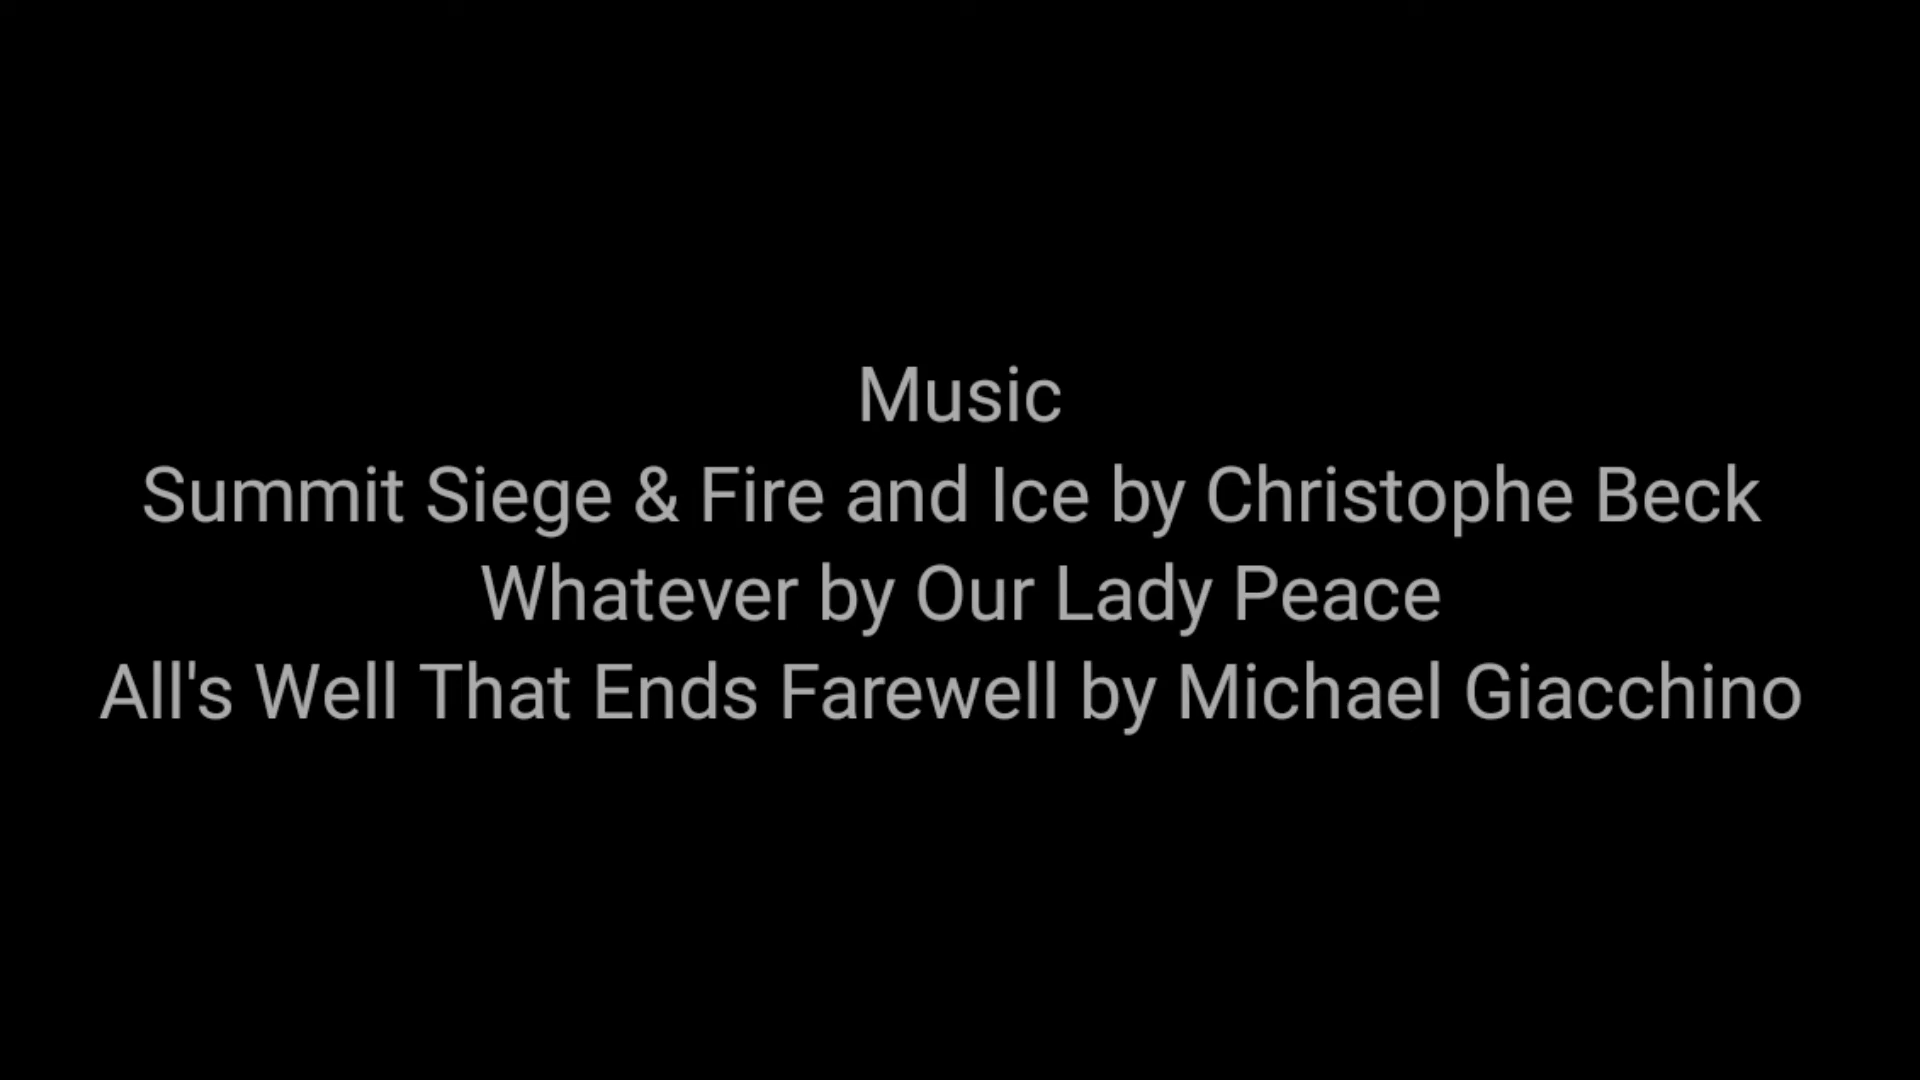 Music
Summit Siege & Fire and Ice by Christophe Beck
Whatever by Our Lady Peace
All's Well That Ends Farewell by Michael Giacchino